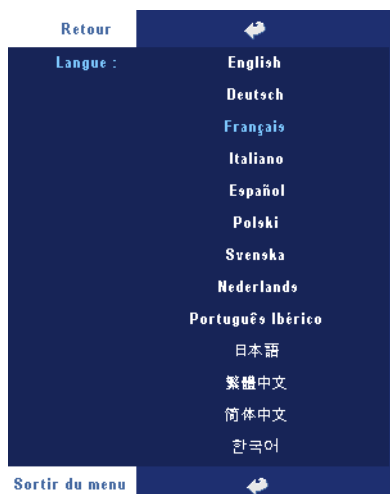 Retour
Langue : English
Deutsch
Français
Italiano
Español
Polski
Svenska
Nederlands
Português Ibérico
日本語
繁體中文
简体中文
한국어
Sortir du menu